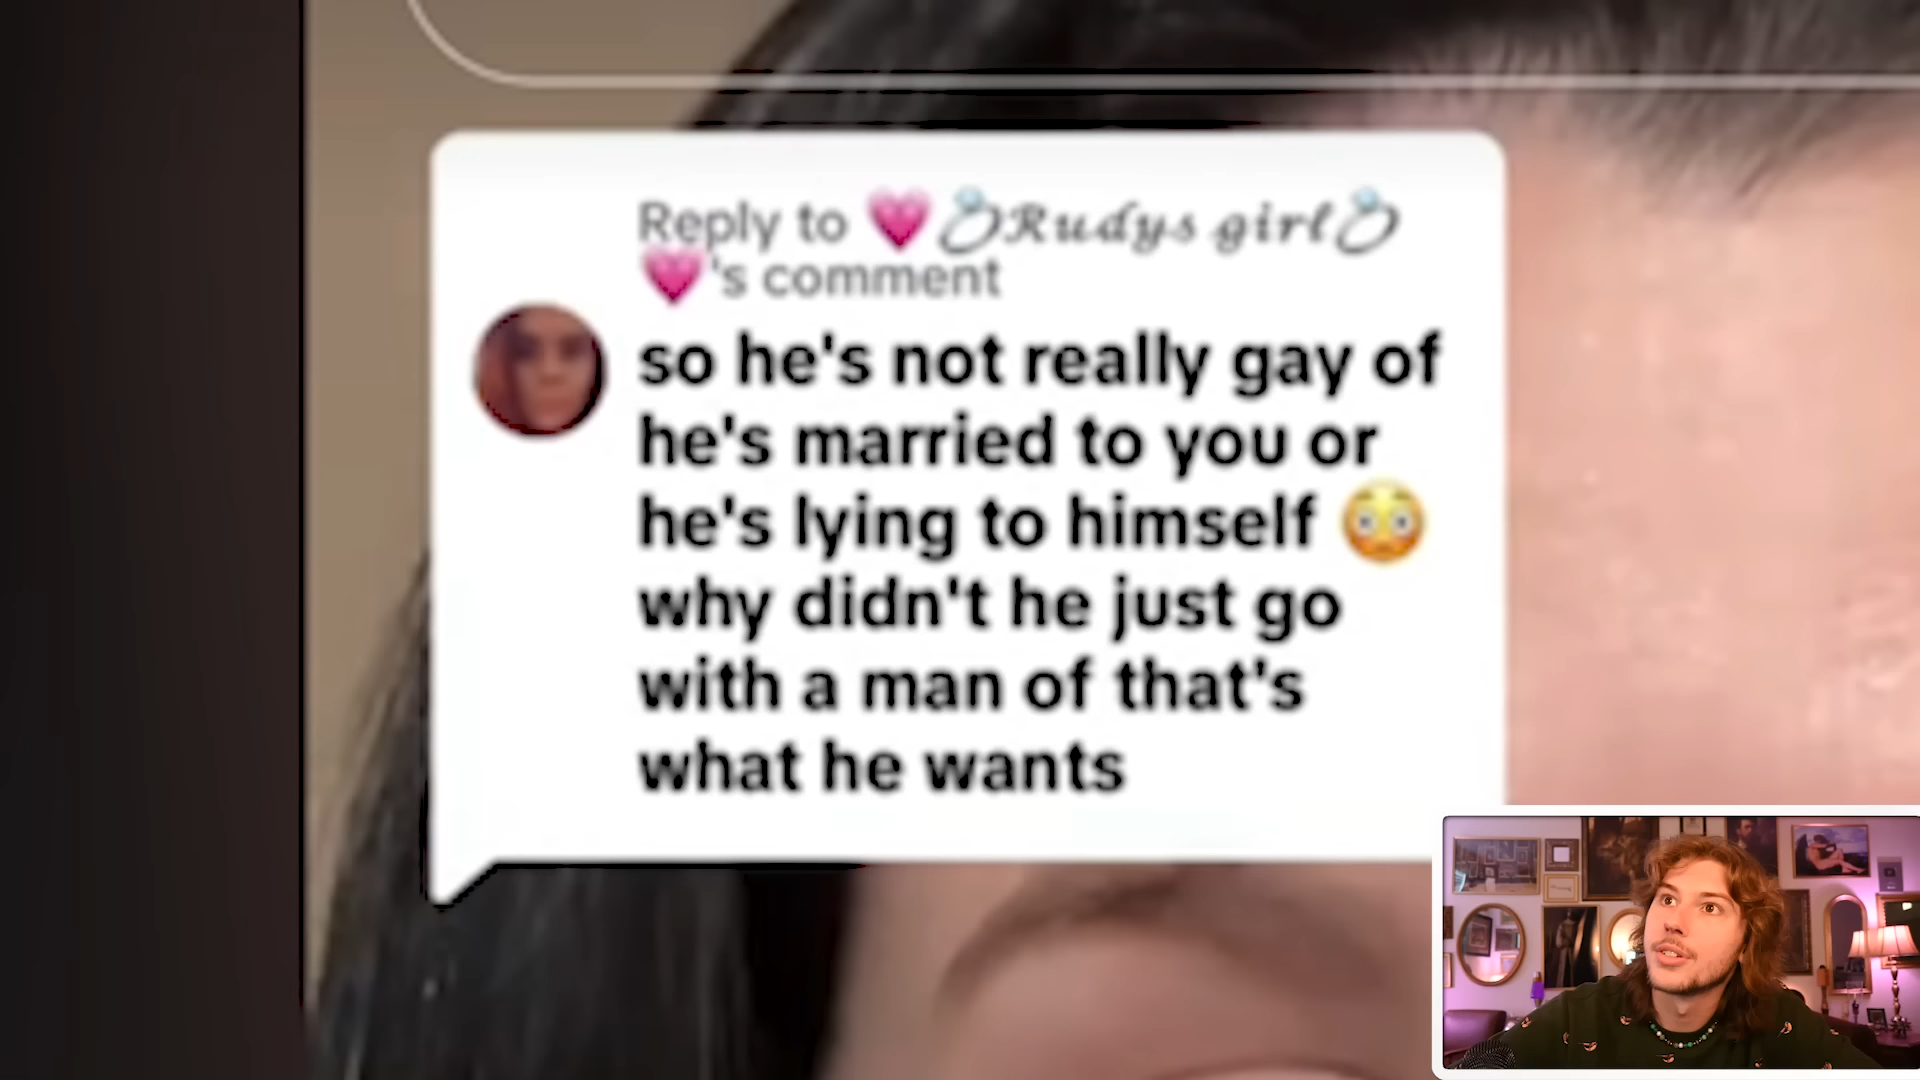 Reply to 💗💍𝓡𝓾𝓭𝔂𝓼 𝓰𝓲𝓻𝓵💍
💗's comment
so he's not really gay of
he's married to you or
he's lying to himself 😳
why didn't he just go
with a man of that's
what he wants